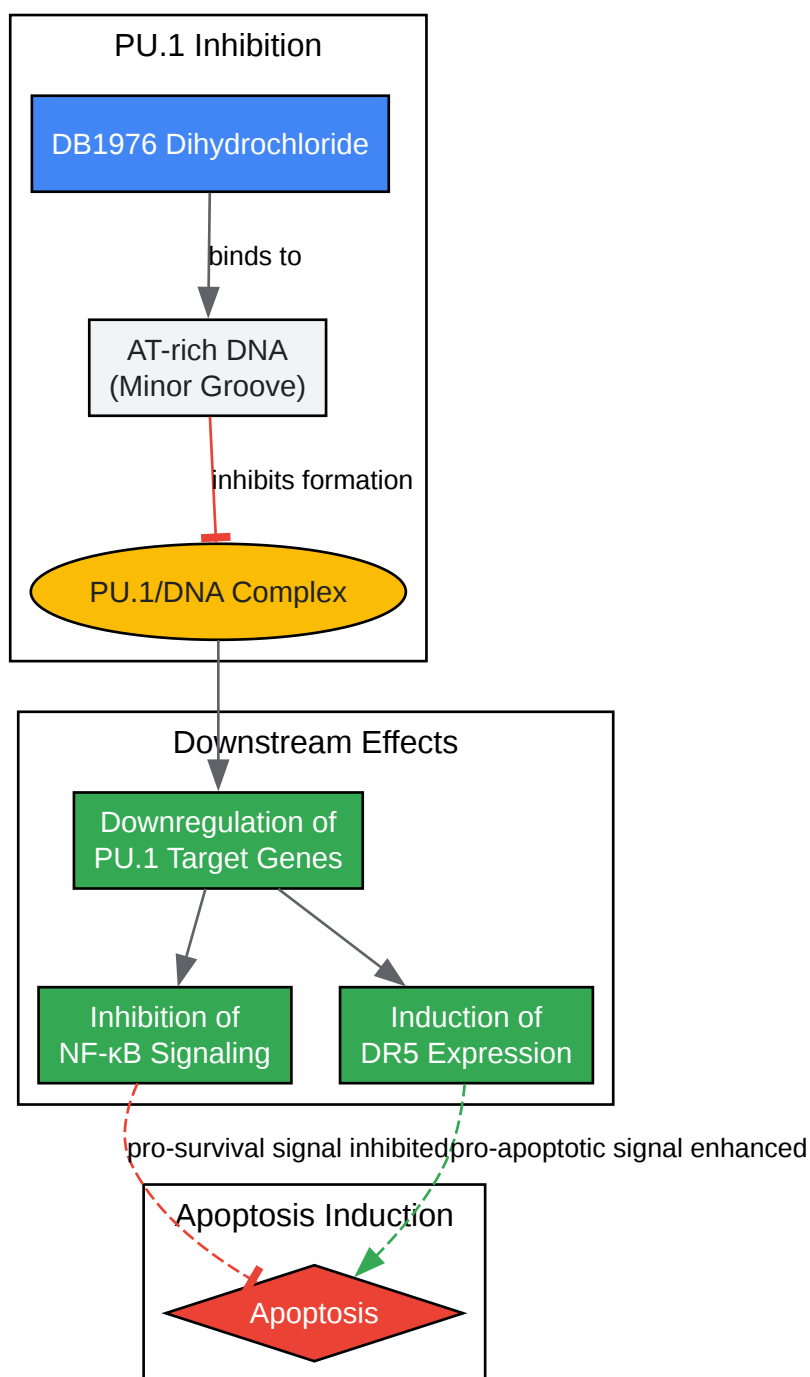 PU.1 Inhibition
DB1976 Dihydrochloride
binds to
AT-rich DNA
(Minor Groove)
inhibits formation
PU.1/DNA Complex
Downstream Effects
Downregulation of
PU.1 Target Genes
Inhibition of
NF-κB Signaling
Induction of
DR5 Expression
pro-survival signal inhibited
pro-apoptotic signal enhanced
Apoptosis Induction
Apoptosis